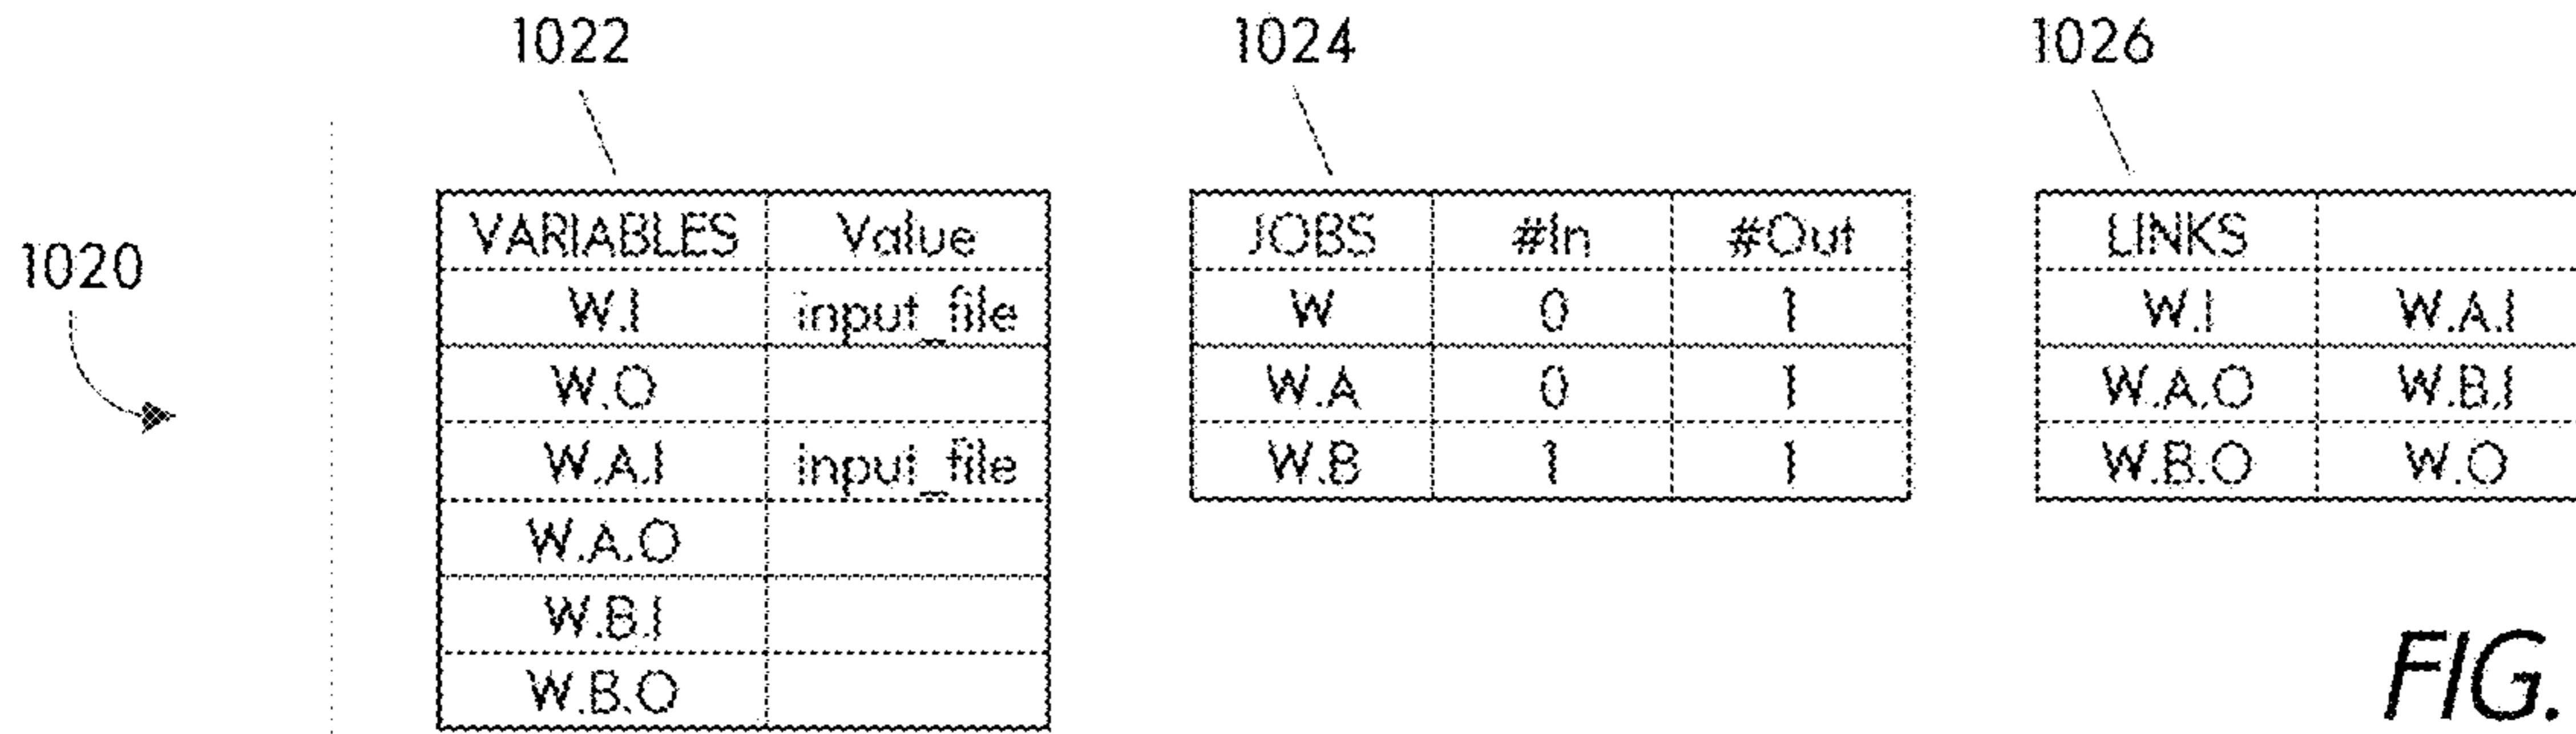 1022 1024 1026
1020
VARIABLES Value
W.I input_file
W.O
W.A.I input_file
W.A.O
W.B.I
W.B.O
JOBS #In #Out
W 0 1
W.A 0 1
W.B 1 1
LINKS
W.I W.A.I
W.A.O W.B.I
W.B.O W.O
FIG.